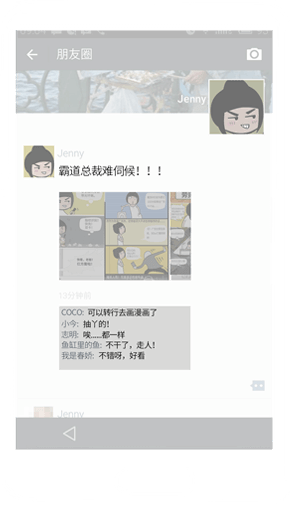 朋友圈
Jenny
Jenny
霸道总裁难伺候！！！
COCO: 可以转行去画漫画了
小今: 抽丫的！
志明: 唉......都一样
鱼缸里的鱼: 不干了，走人！
我是春娇: 不错呀，好看
Jenny